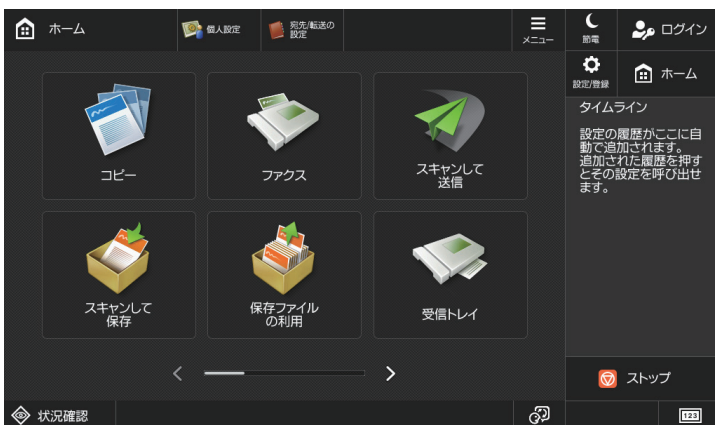 ホーム
個人設定
宛先/転送の
設定
メニュー
節電
ログイン
設定/登録
ホーム
コピー
ファクス
スキャンして
送信
スキャンして
保存
保存ファイル
の利用
受信トレイ
タイムライン
設定の履歴がここに自
動で追加されます。
追加された履歴を押す
とその設定を呼び出せ
ます。
ストップ
状況確認
123